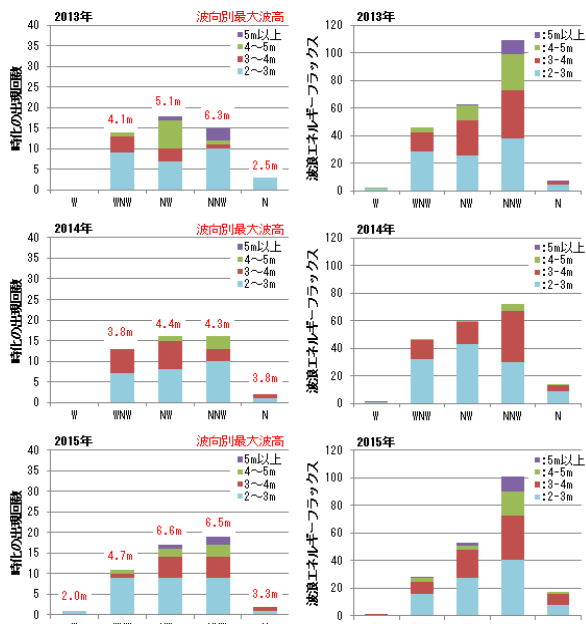 2013年 波向別最大波高
時化の出現回数
40
35
30
25
20
15
10
5
0
5m以上
4～5m
3～4m
2～3m
4.1m
5.1m
6.3m
2.5m
W WNW NW NNW N
2013年
波浪エネルギーフラックス
120
100
80
60
40
20
0
:5m以上
:4-5m
:3-4m
:2-3m
W WNW NW NNW N
2014年 波向別最大波高
時化の出現回数
40
35
30
25
20
15
10
5
0
5m以上
4～5m
3～4m
2～3m
3.8m
4.4m
4.3m
3.8m
W WNW NW NNW N
2014年
波浪エネルギーフラックス
120
100
80
60
40
20
0
:5m以上
:4-5m
:3-4m
:2-3m
W WNW NW NNW N
2015年 波向別最大波高
時化の出現回数
40
35
30
25
20
15
10
5
0
5m以上
4～5m
3～4m
2～3m
2.0m
4.7m
6.6m
6.5m
3.3m
2015年
波浪エネルギーフラックス
120
100
80
60
40
20
0
:5m以上
:4-5m
:3-4m
:2-3m